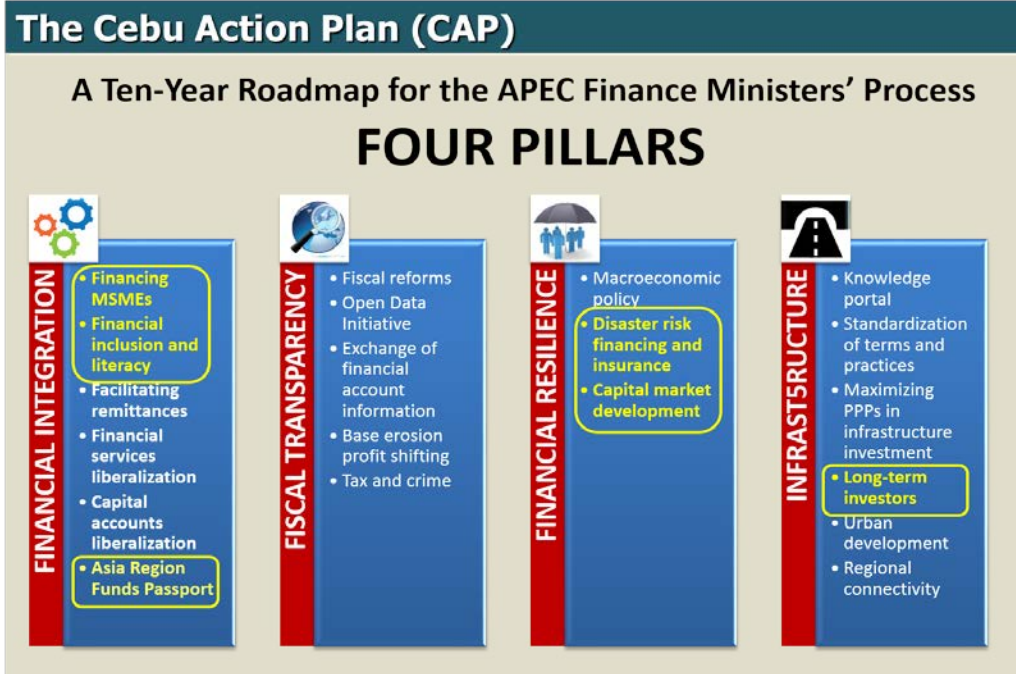 The Cebu Action Plan (CAP)
A Ten-Year Roadmap for the APEC Finance Ministers' Process
FOUR PILLARS
FINANCIAL INTEGRATION
• Financing
MSMEs
• Financial
inclusion and
literacy
• Facilitating
remittances
• Financial
services
liberalization
• Capital
accounts
liberalization
• Asia Region
Funds Passport
FISCAL TRANSPARENCY
• Fiscal reforms
• Open Data
Initiative
• Exchange of
financial
account
information
• Base erosion
profit shifting
• Tax and crime
FINANCIAL RESILIENCE
• Macroeconomic
policy
• Disaster risk
financing and
insurance
• Capital market
development
INFRAST5RUCTURE
• Knowledge
portal
• Standardization
of terms and
practices
• Maximizing
PPPs in
infrastructure
investment
• Long-term
investors
• Urban
development
• Regional
connectivity